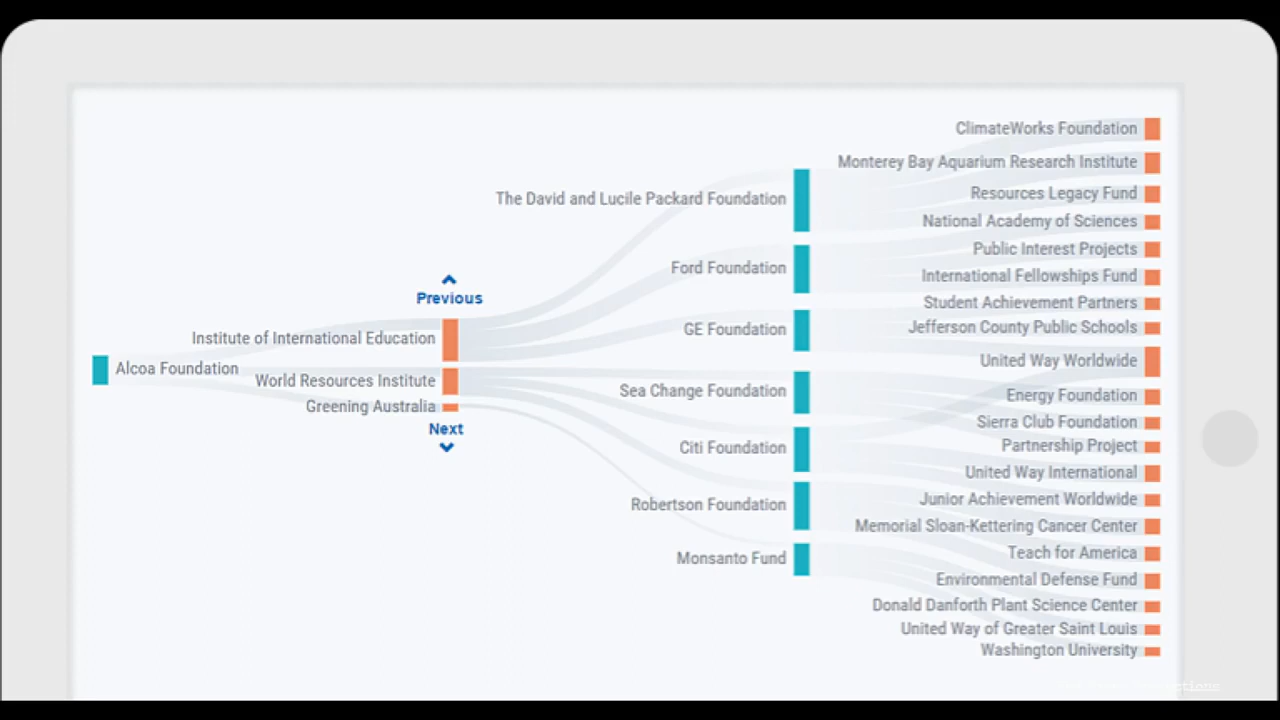 ClimateWorks Foundation
Monterey Bay Aquarium Research Institute
Resources Legacy Fund
The David and Lucile Packard Foundation
National Academy of Sciences
Public Interest Projects
Ford Foundation
International Fellowships Fund
Previous
Student Achievement Partners
Jefferson County Public Schools
GE Foundation
Institute of International Education
United Way Worldwide
Alcoa Foundation
World Resources Institute
Sea Change Foundation
Energy Foundation
Greening Australia
Sierra Club Foundation
Next
Partnership Project
Citi Foundation
United Way International
Junior Achievement Worldwide
Robertson Foundation
Memorial Sloan-Kettering Cancer Center
Teach for America
Monsanto Fund
Environmental Defense Fund
Donald Danforth Plant Science Center
United Way of Greater Saint Louis
Washington University